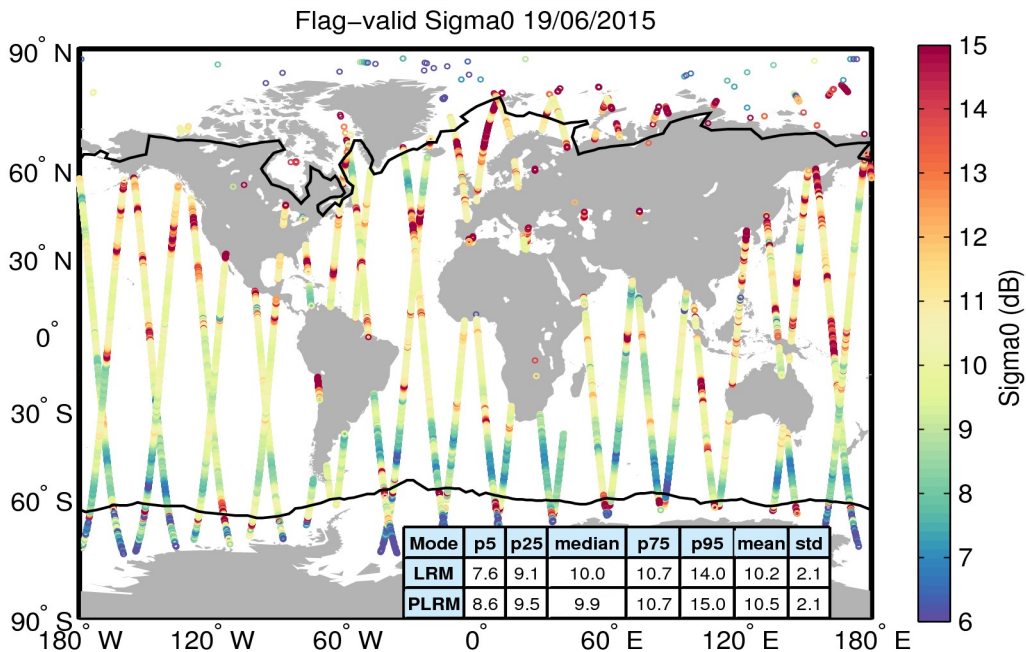 Flag−valid Sigma0 19/06/2015
90° N
60° N
30° N
0°
30° S
60° S
90° S
180° W
120° W
60° W
0°
60° E
120° E
180° E
Mode p5 p25 median p75 p95 mean std
LRM 7.6 9.1 10.0 10.7 14.0 10.2 2.1
PLRM 8.6 9.5 9.9 10.7 15.0 10.5 2.1
15
14
13
12
11
10
9
8
7
6
Sigma0 (dB)